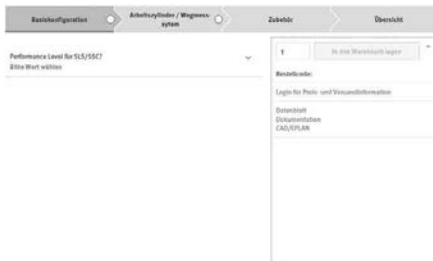 Basiskonfiguration
Arbeitszylinder / Wegmess-
system
Zubehör
Übersicht
Performance Level für SLS/SSC?
Bitte Wert wählen
1
In den Warenkorb legen
Bestellcode:
Login für Preis- und Versandinformation
Datenblatt
Dokumentation
CAD/EPLAN